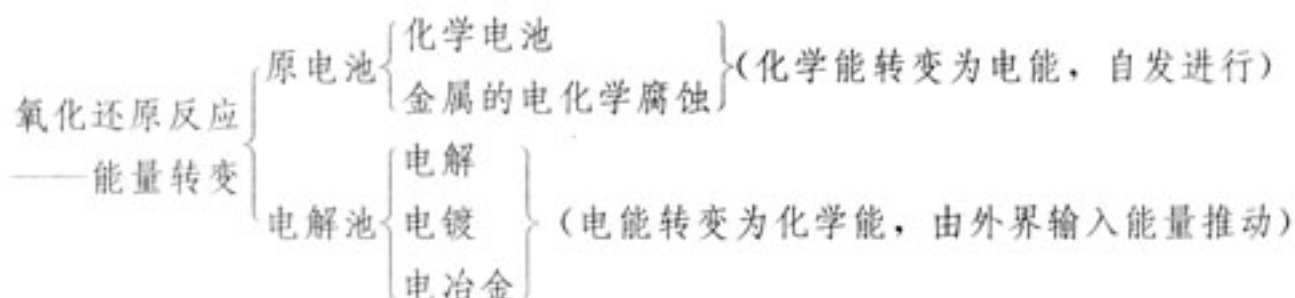 氧化还原反应
——能量转变
原电池
化学电池
金属的电化学腐蚀
(化学能转变为电能，自发进行)
电解池
电解
电镀
电冶金
(电能转变为化学能，由外界输入能量推动)